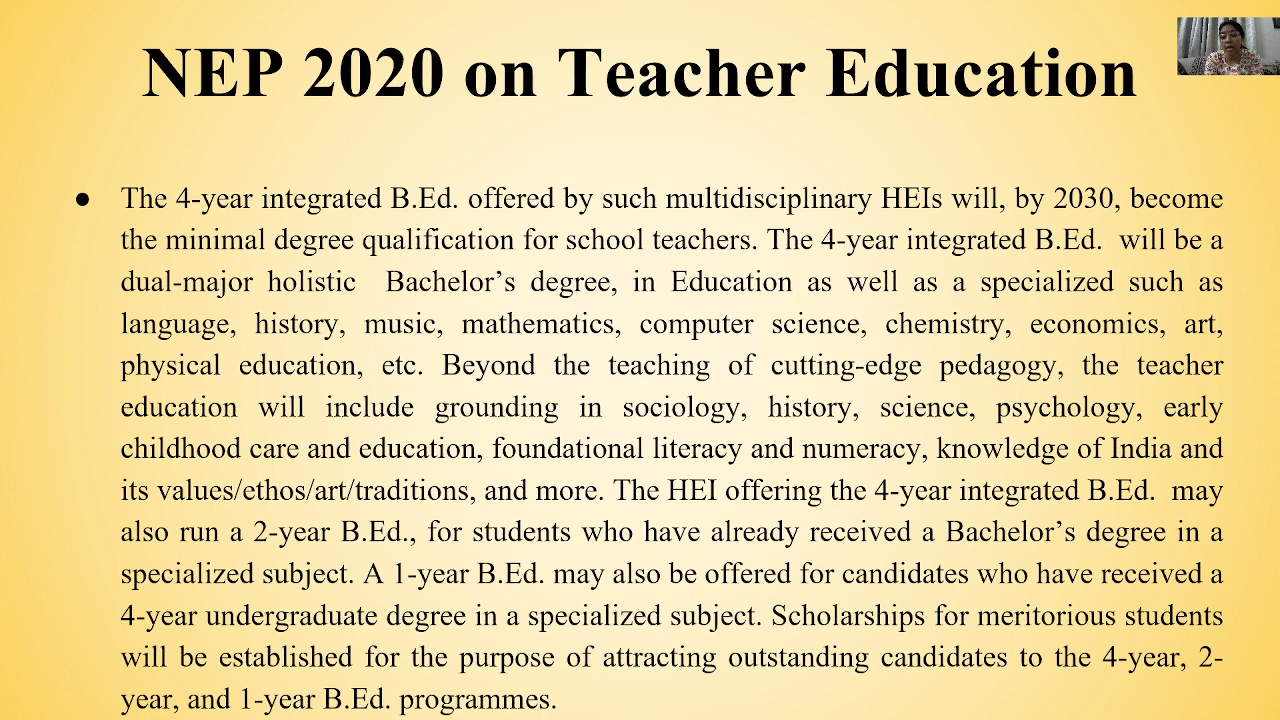 NEP 2020 on Teacher Education
● The 4-year integrated B.Ed. offered by such multidisciplinary HEIs will, by 2030, become
the minimal degree qualification for school teachers. The 4-year integrated B.Ed. will be a
dual-major holistic Bachelor’s degree, in Education as well as a specialized such as
language, history, music, mathematics, computer science, chemistry, economics, art,
physical education, etc. Beyond the teaching of cutting-edge pedagogy, the teacher
education will include grounding in sociology, history, science, psychology, early
childhood care and education, foundational literacy and numeracy, knowledge of India and
its values/ethos/art/traditions, and more. The HEI offering the 4-year integrated B.Ed. may
also run a 2-year B.Ed., for students who have already received a Bachelor’s degree in a
specialized subject. A 1-year B.Ed. may also be offered for candidates who have received a
4-year undergraduate degree in a specialized subject. Scholarships for meritorious students
will be established for the purpose of attracting outstanding candidates to the 4-year, 2-
year, and 1-year B.Ed. programmes.